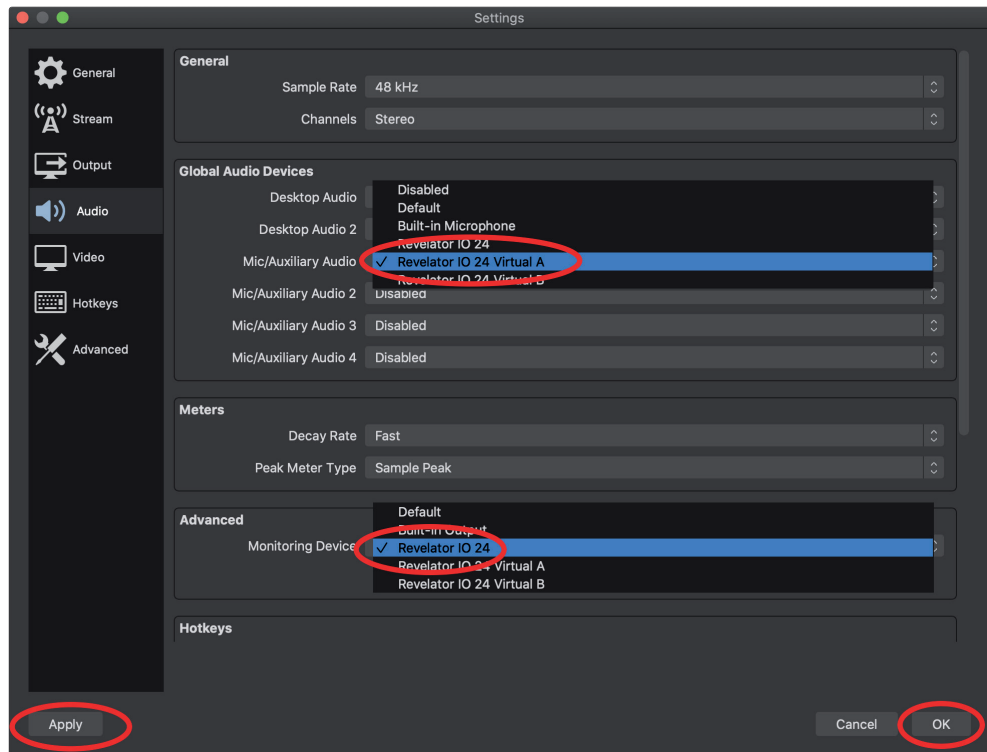 Settings
General
Stream
Output
Audio
Video
Hotkeys
Advanced
General
Sample Rate 48 kHz
Channels Stereo
Global Audio Devices
Desktop Audio
Desktop Audio 2
Mic/Auxiliary Audio
Disabled
Default
Built-in Microphone
Revelator IO 24
✓ Revelator IO 24 Virtual A
Revelator IO 24 Virtual B
Mic/Auxiliary Audio 2 Disabled
Mic/Auxiliary Audio 3 Disabled
Mic/Auxiliary Audio 4 Disabled
Meters
Decay Rate Fast
Peak Meter Type Sample Peak
Advanced
Monitoring Device
Default
Built-in Output
✓ Revelator IO 24
Revelator IO 24 Virtual A
Revelator IO 24 Virtual B
Hotkeys
Apply Cancel OK